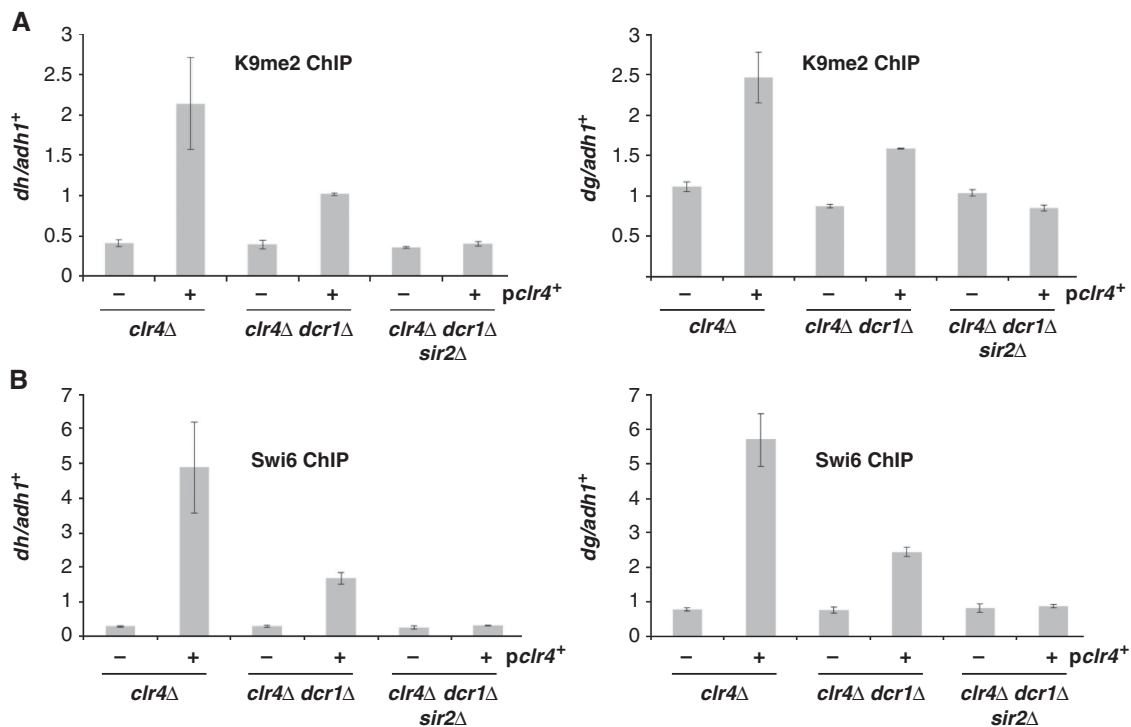 A
K9me2 ChIP
dh/adh1+
3
2.5
2
1.5
1
0.5
0
− + − + − + pclr4+
clr4Δ clr4Δ dcr1Δ clr4Δ dcr1Δ
sir2Δ
K9me2 ChIP
dg/adh1+
3
2.5
2
1.5
1
0.5
− + − + − + pclr4+
clr4Δ clr4Δ dcr1Δ clr4Δ dcr1Δ
sir2Δ
B
Swi6 ChIP
dh/adh1+
7
6
5
4
3
2
1
0
− + − + − + pclr4+
clr4Δ clr4Δ dcr1Δ clr4Δ dcr1Δ
sir2Δ
Swi6 ChIP
dg/adh1+
7
6
5
4
3
2
1
0
− + − + − + pclr4+
clr4Δ clr4Δ dcr1Δ clr4Δ dcr1Δ
sir2Δ